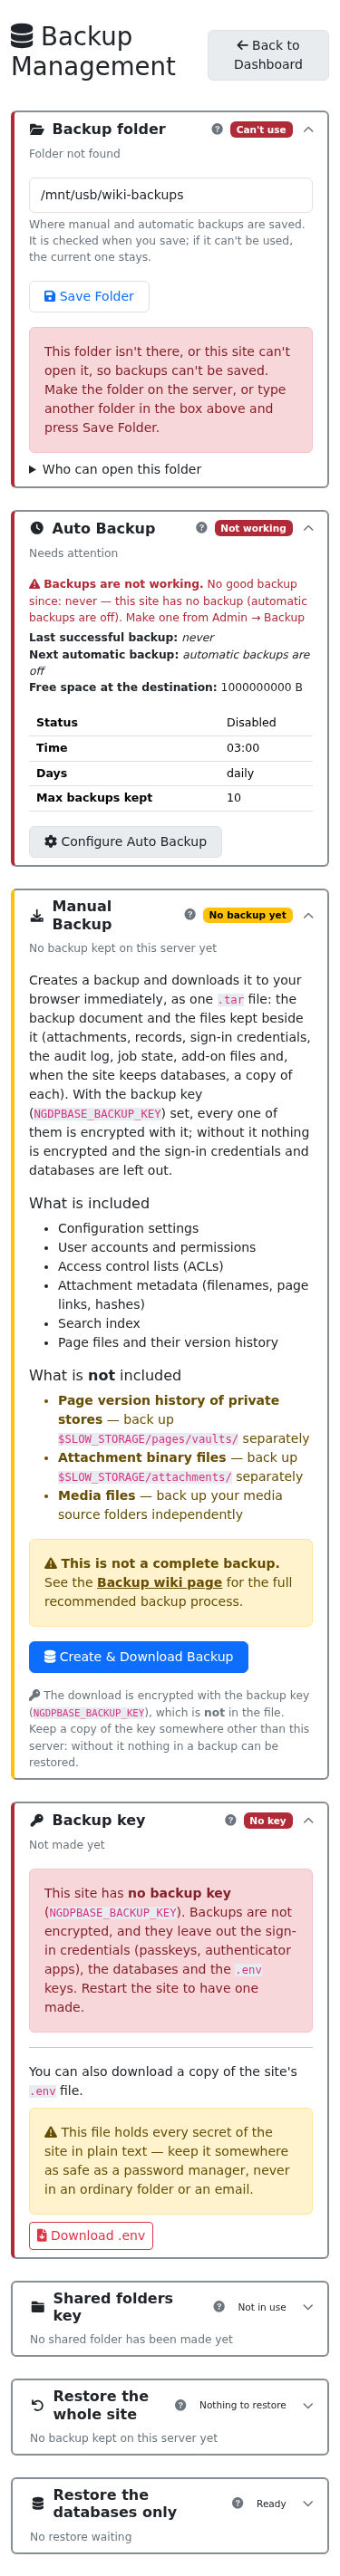 Backup
Management
← Back to
Dashboard
Backup folder
Can't use
Folder not found
/mnt/usb/wiki-backups
Where manual and automatic backups are saved.
It is checked when you save; if it can't be used,
the current one stays.
Save Folder
This folder isn't there, or this site can't
open it, so backups can't be saved.
Make the folder on the server, or type
another folder in the box above and
press Save Folder.
Who can open this folder
Auto Backup
Not working
Needs attention
Backups are not working. No good backup
since: never — this site has no backup (automatic
backups are off). Make one from Admin → Backup
Last successful backup: never
Next automatic backup: automatic backups are
off
Free space at the destination: 1000000000 B
Status Disabled
Time 03:00
Days daily
Max backups kept 10
Configure Auto Backup
Manual
Backup
No backup yet
No backup kept on this server yet
Creates a backup and downloads it to your
browser immediately, as one .tar file: the
backup document and the files kept beside
it (attachments, records, sign-in credentials,
the audit log, job state, add-on files and,
when the site keeps databases, a copy of
each). With the backup key
(NGDPBASE_BACKUP_KEY) set, every one of
them is encrypted with it; without it nothing
is encrypted and the sign-in credentials and
databases are left out.
What is included
• Configuration settings
• User accounts and permissions
• Access control lists (ACLs)
• Attachment metadata (filenames, page
links, hashes)
• Search index
• Page files and their version history
What is not included
• Page version history of private
stores — back up
$SLOW_STORAGE/pages/vaults/ separately
• Attachment binary files — back up
$SLOW_STORAGE/attachments/ separately
• Media files — back up your media
source folders independently
This is not a complete backup.
See the Backup wiki page for the full
recommended backup process.
Create & Download Backup
The download is encrypted with the backup key
(NGDPBASE_BACKUP_KEY), which is not in the file.
Keep a copy of the key somewhere other than this
server: without it nothing in a backup can be
restored.
Backup key
No key
Not made yet
This site has no backup key
(NGDPBASE_BACKUP_KEY). Backups are not
encrypted, and they leave out the sign-
in credentials (passkeys, authenticator
apps), the databases and the .env
keys. Restart the site to have one
made.
You can also download a copy of the site's
.env file.
This file holds every secret of the
site in plain text — keep it somewhere
as safe as a password manager, never
in an ordinary folder or an email.
Download .env
Shared folders
key
Not in use
No shared folder has been made yet
Restore the
whole site
Nothing to restore
No backup kept on this server yet
Restore the
databases only
Ready
No restore waiting